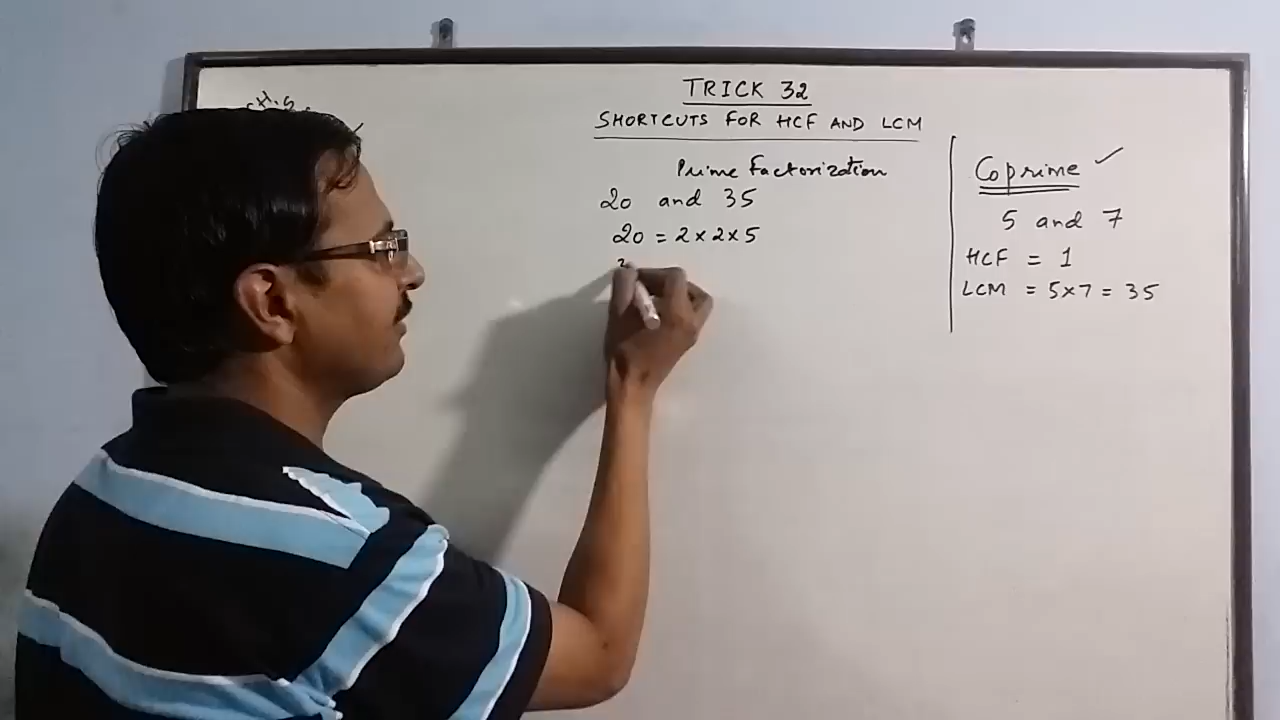 TRICK 32
SHORTCUTS FOR HCF AND LCM
Prime Factorization
20 and 35
20 = 2 × 2 × 5
Coprime ✓
5 and 7
HCF = 1
LCM = 5×7 = 35